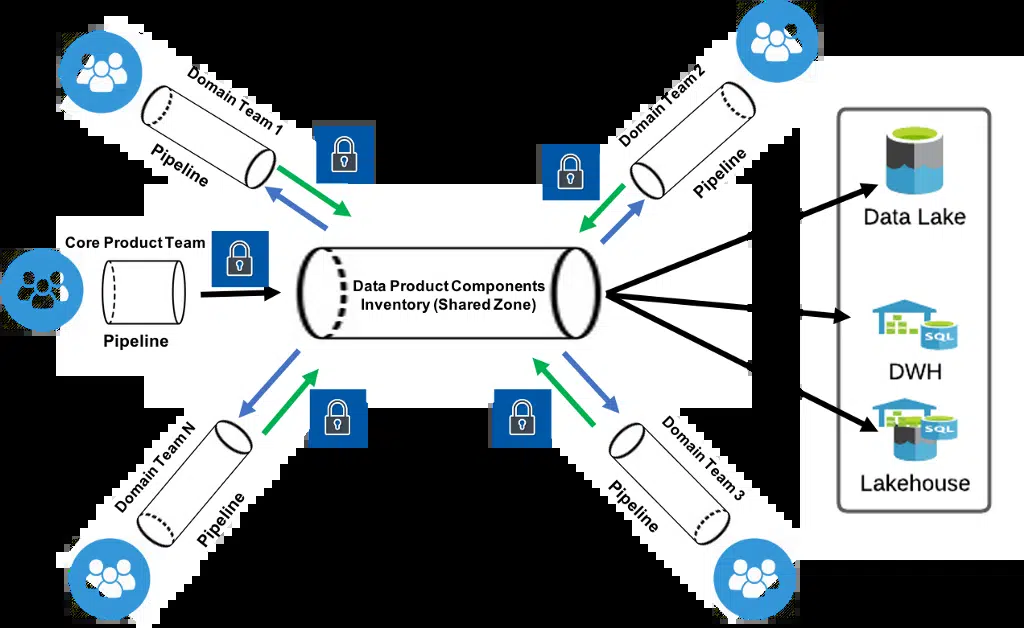 Domain Team 1
Pipeline
Domain Team 2
Pipeline
Core Product Team
Pipeline
Data Product Components
Inventory (Shared Zone)
Domain Team N
Pipeline
Domain Team 3
Pipeline
Data Lake
SQL
DWH
SQL
Lakehouse